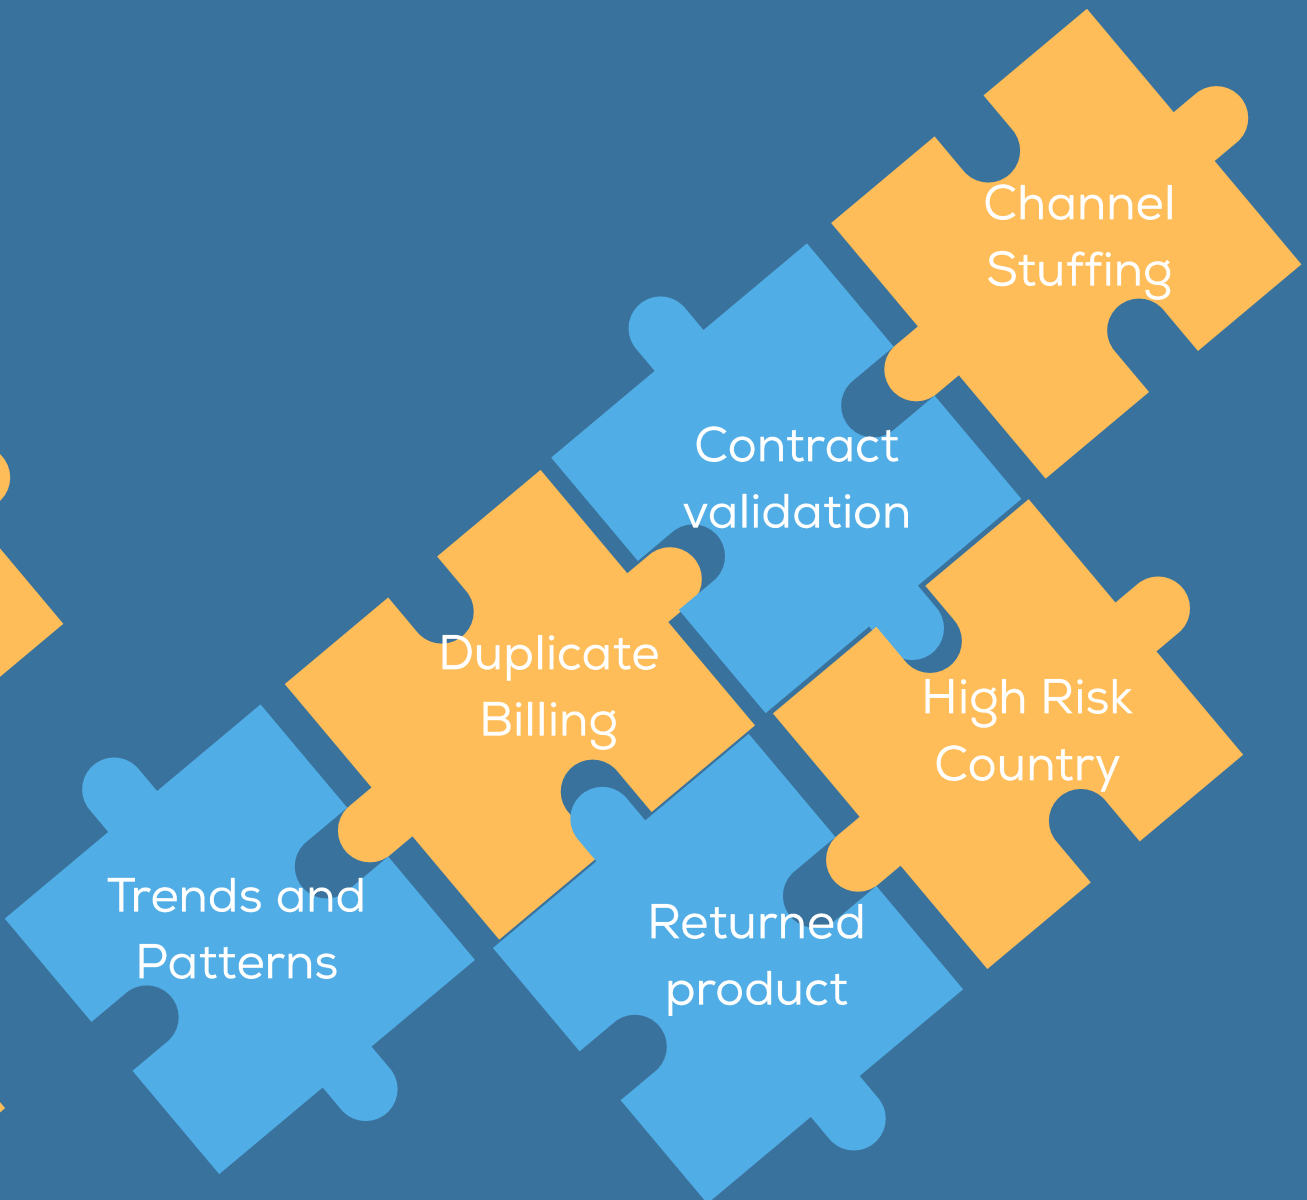 Channel
Stuffing
Contract
validation
Duplicate
Billing
High Risk
Country
Trends and
Patterns
Returned
product